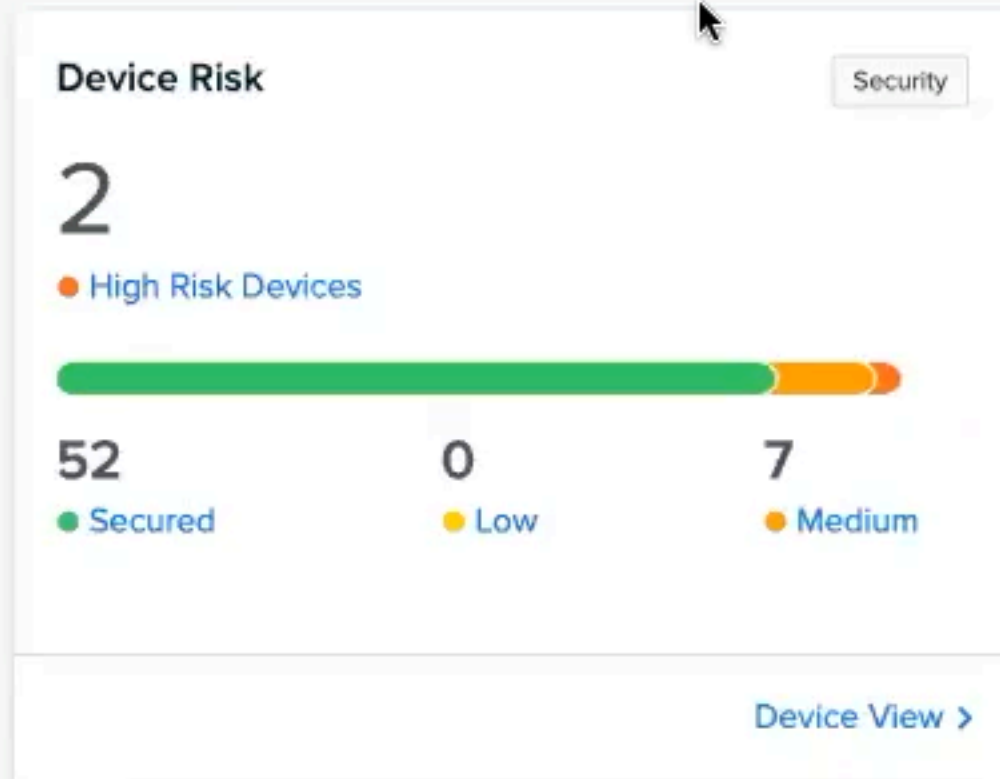 Device Risk
Security
2
High Risk Devices
52
0
7
Secured
Low
Medium
Device View